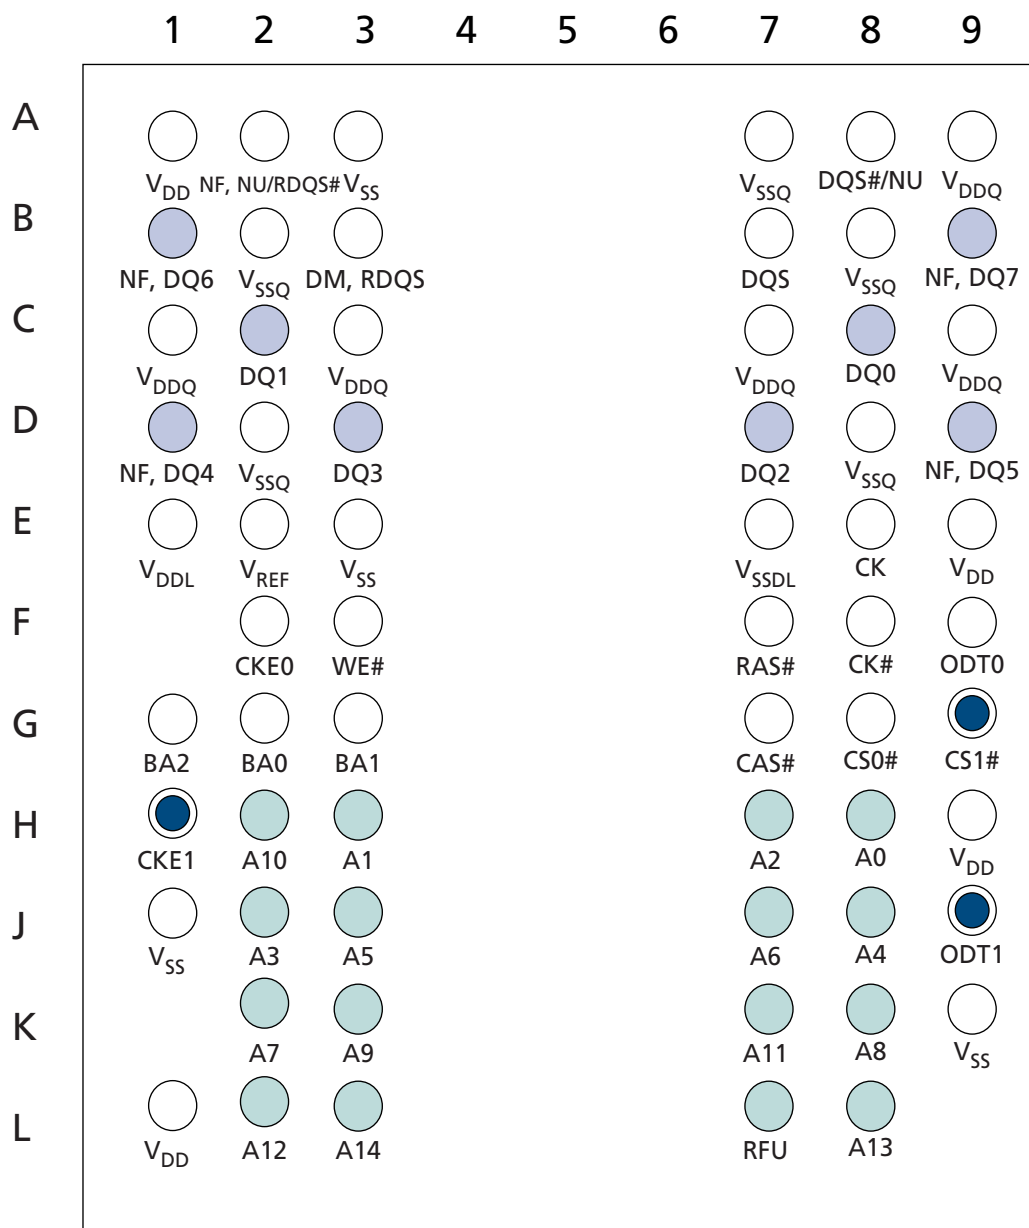 1 2 3 4 5 6 7 8 9
A
VDD NF, NU/RDQS# VSS VSSQ DQS#/NU VDDQ
B
NF, DQ6 VSSQ DM, RDQS DQS VSSQ NF, DQ7
C
VDDQ DQ1 VDDQ VDDQ DQ0 VDDQ
D
NF, DQ4 VSSQ DQ3 DQ2 VSSQ NF, DQ5
E
VDDL VREF VSS VSSDL CK VDD
F
CKE0 WE# RAS# CK# ODT0
G
BA2 BA0 BA1 CAS# CS0# CS1#
H
CKE1 A10 A1 A2 A0 VDD
J
VSS A3 A5 A6 A4 ODT1
K
A7 A9 A11 A8 VSS
L
VDD A12 A14 RFU A13